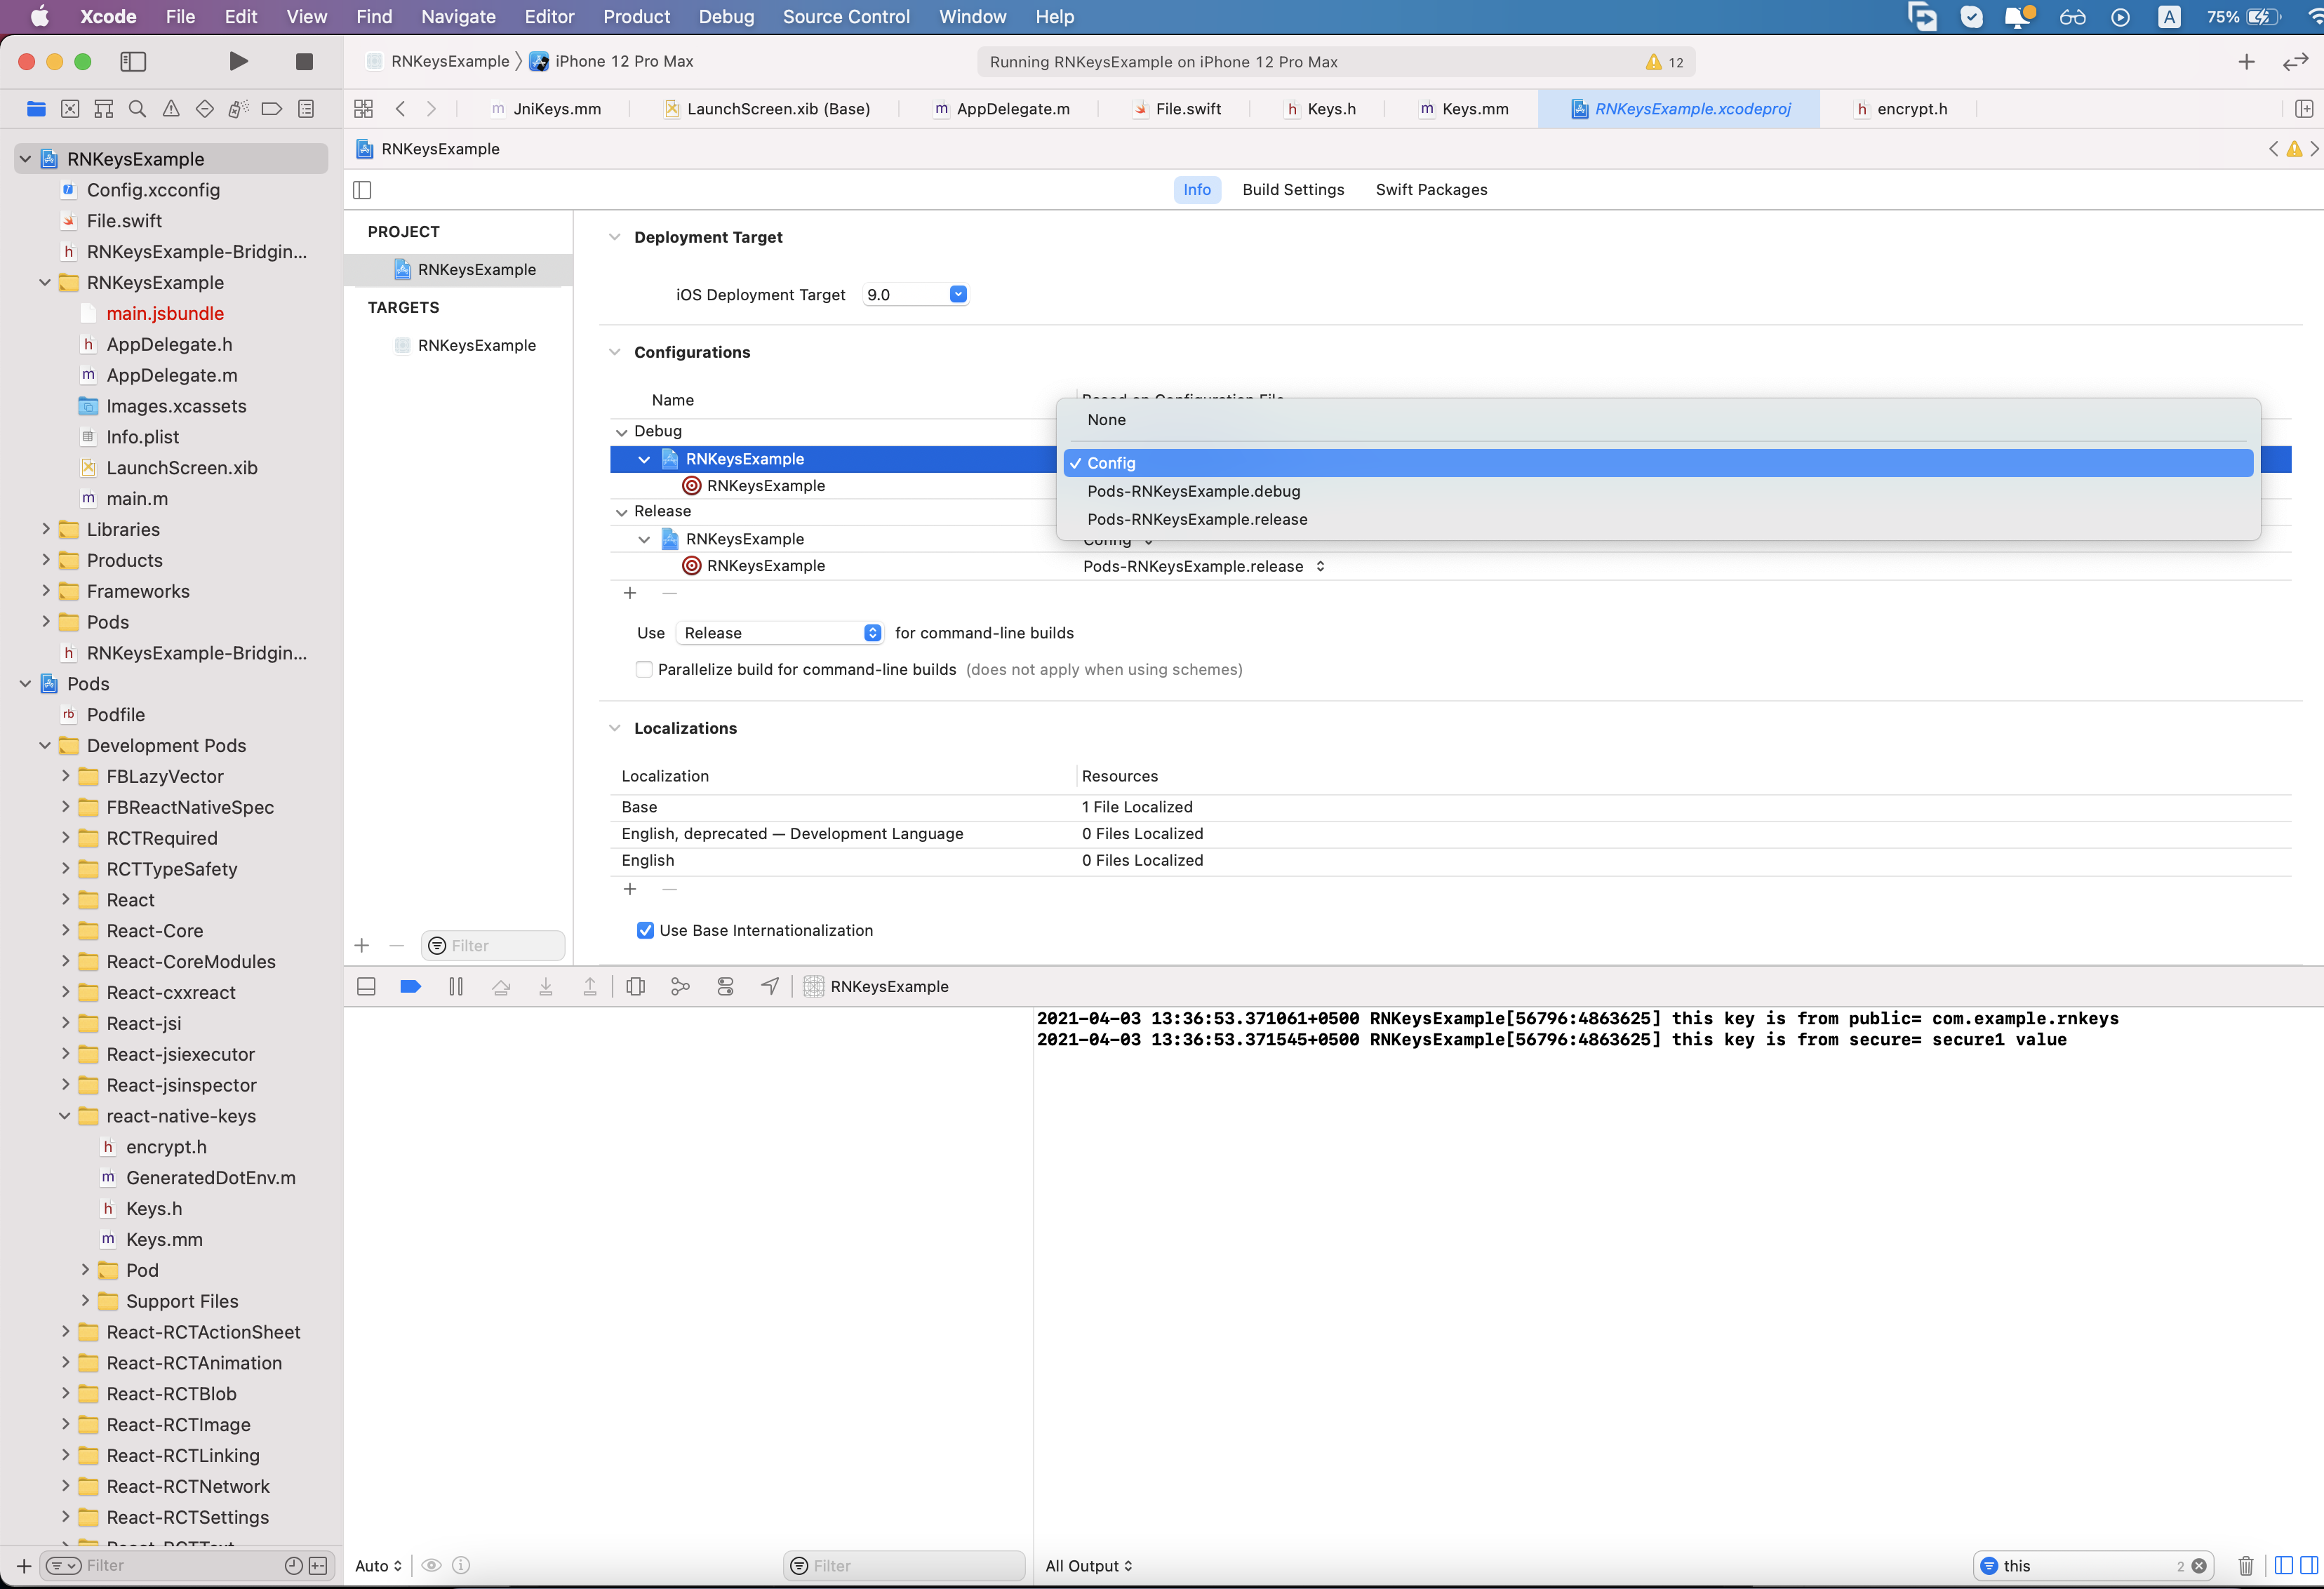 Xcode File Edit View Find Navigate Editor Product Debug Source Control Window Help A 75%
RNKeysExample iPhone 12 Pro Max Running RNKeysExample on iPhone 12 Pro Max 12
JniKeys.mm LaunchScreen.xib (Base) AppDelegate.m File.swift Keys.h Keys.mm RNKeysExample.xcodeproj encrypt.h
RNKeysExample
Info Build Settings Swift Packages
RNKeysExample
Config.xcconfig
File.swift
RNKeysExample-Bridgin...
RNKeysExample
main.jsbundle
AppDelegate.h
AppDelegate.m
Images.xcassets
Info.plist
LaunchScreen.xib
main.m
Libraries
Products
Frameworks
Pods
RNKeysExample-Bridgin...
Pods
Podfile
Development Pods
FBLazyVector
FBReactNativeSpec
RCTRequired
RCTTypeSafety
React
React-Core
React-CoreModules
React-cxxreact
React-jsi
React-jsiexecutor
React-jsinspector
react-native-keys
encrypt.h
GeneratedDotEnv.m
Keys.h
Keys.mm
Pod
Support Files
React-RCTActionSheet
React-RCTAnimation
React-RCTBlob
React-RCTImage
React-RCTLinking
React-RCTNetwork
React-RCTSettings
Filter
PROJECT
RNKeysExample
TARGETS
RNKeysExample
Filter
Deployment Target
iOS Deployment Target 9.0
Configurations
Name Based on Configuration File
Debug
RNKeysExample
RNKeysExample
Release
RNKeysExample Config
RNKeysExample Pods-RNKeysExample.release
None
Config
Pods-RNKeysExample.debug
Pods-RNKeysExample.release
Use Release for command-line builds
Parallelize build for command-line builds (does not apply when using schemes)
Localizations
Localization Resources
Base 1 File Localized
English, deprecated — Development Language 0 Files Localized
English 0 Files Localized
Use Base Internationalization
RNKeysExample
2021-04-03 13:36:53.371061+0500 RNKeysExample[56796:4863625] this key is from public= com.example.rnkeys
2021-04-03 13:36:53.371545+0500 RNKeysExample[56796:4863625] this key is from secure= secure1 value
Auto Filter All Output this 2